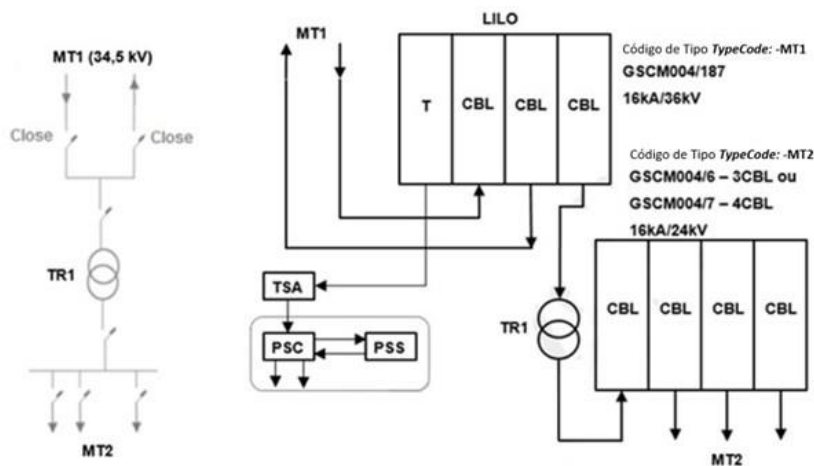 MT1 (34,5 kV)
Close
Close
TR1
MT2
LILO
MT1
T
CBL
CBL
CBL
Código de Tipo TypeCode: -MT1
GSCM004/187
16kA/36kV
Código de Tipo TypeCode: -MT2
GSCM004/6 – 3CBL ou
GSCM004/7 – 4CBL
16kA/24kV
TSA
PSC
PSS
TR1
CBL
CBL
CBL
CBL
MT2